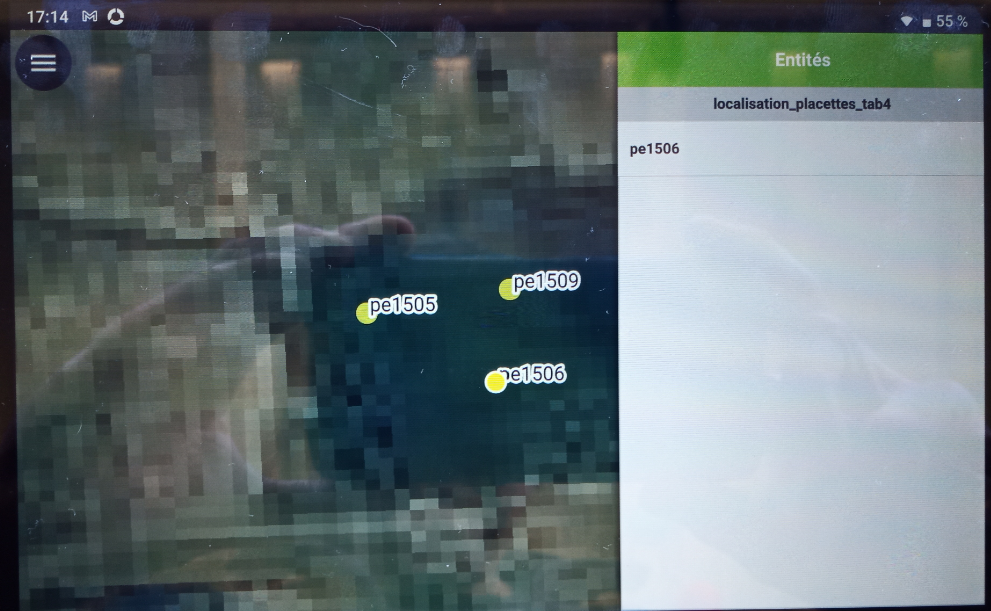 17:14
55 %
Entités
localisation_placettes_tab4
pe1506
pe1509
pe1505
pe1506